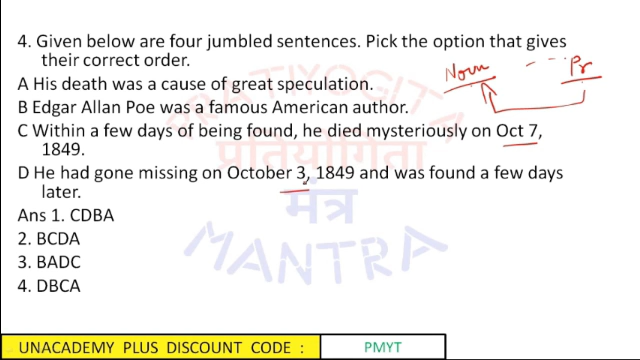 4. Given below are four jumbled sentences. Pick the option that gives
their correct order.
Noun Pr
A His death was a cause of great speculation.
B Edgar Allan Poe was a famous American author.
C Within a few days of being found, he died mysteriously on Oct 7,
1849.
D He had gone missing on October 3, 1849 and was found a few days
later.
Ans 1. CDBA
2. BCDA
3. BADC
4. DBCA
PRATIYOGITA
प्रतियोगिता
मंत्र
MANTRA
UNACADEMY PLUS DISCOUNT CODE : PMYT